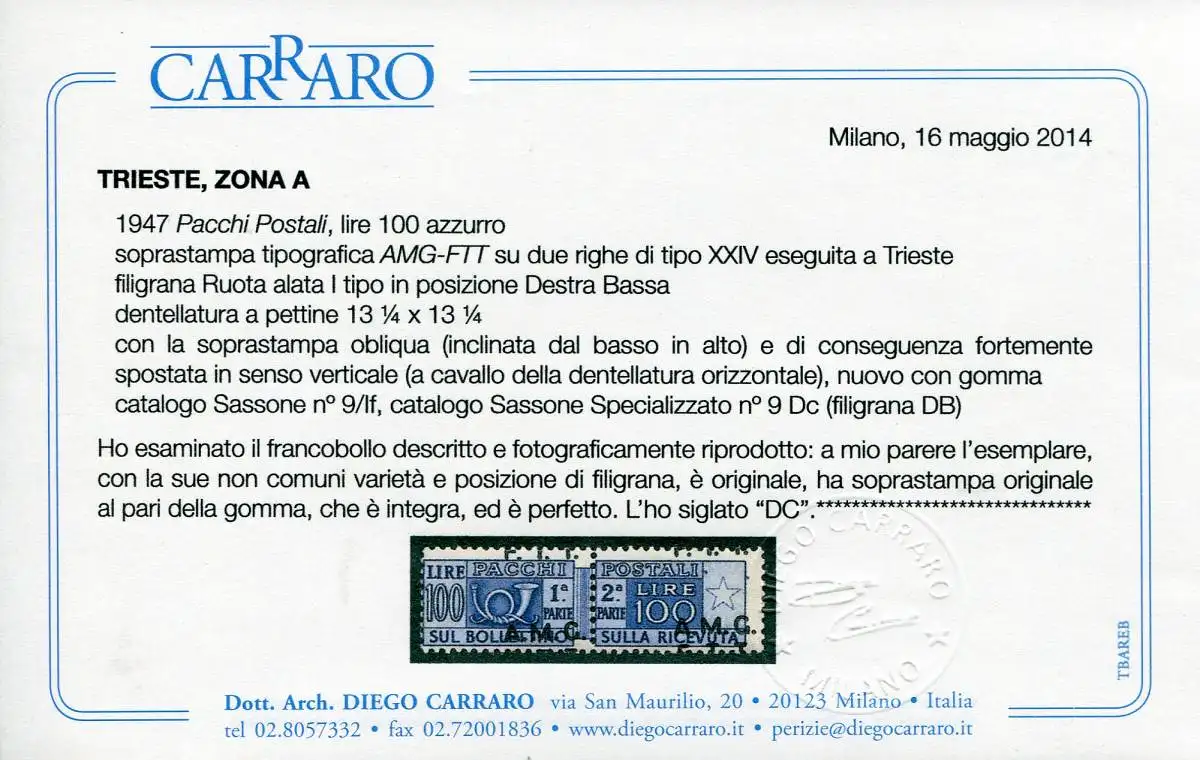 CARRARO
Milano, 16 maggio 2014
TRIESTE, ZONA A
1947 Pacchi Postali, lire 100 azzurro
soprastampa tipografica AMG-FTT su due righe di tipo XXIV eseguita a Trieste
filigrana Ruota alata I tipo in posizione Destra Bassa
dentellatura a pettine 13 ¼ x 13 ¼
con la soprastampa obliqua (inclinata dal basso in alto) e di conseguenza fortemente
spostata in senso verticale (a cavallo della dentellatura orizzontale), nuovo con gomma
catalogo Sassone nº 9/If, catalogo Sassone Specializzato nº 9 Dc (filigrana DB)
Ho esaminato il francobollo descritto e fotograficamente riprodotto: a mio parere l'esemplare,
con la sue non comuni varietà e posizione di filigrana, è originale, ha soprastampa originale
al pari della gomma, che è integra, ed è perfetto. L'ho siglato "DC".*******************************
F. T. T.
LIRE PACCHI POSTALI
100 1ª PARTE 2ª PARTE LIRE 100
A.M.G. A.M.G.
SUL BOLLETTINO SULLA RICEVUTA
DIEGO CARRARO
MILANO
TBAREB
Dott. Arch. DIEGO CARRARO via San Maurilio, 20 • 20123 Milano • Italia
tel 02.8057332 • fax 02.72001836 • www.diegocarraro.it • perizie@diegocarraro.it